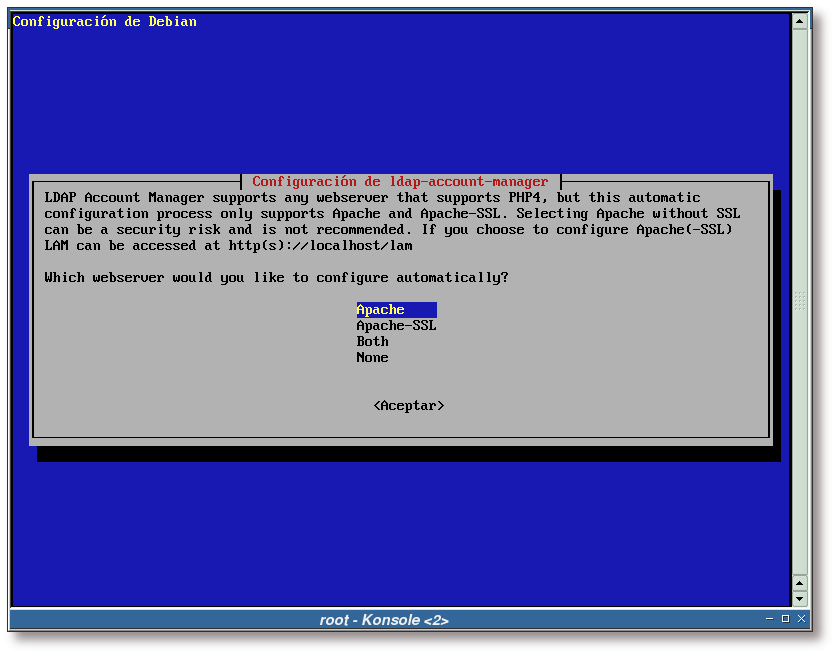 Configuración de Debian
Configuración de ldap-account-manager
LDAP Account Manager supports any webserver that supports PHP4, but this automatic
configuration process only supports Apache and Apache-SSL. Selecting Apache without SSL
can be a security risk and is not recommended. If you choose to configure Apache(-SSL)
LAM can be accessed at http(s)://localhost/lam
Which webserver would you like to configure automatically?
Apache
Apache-SSL
Both
None
<Aceptar>
root - Konsole <2>